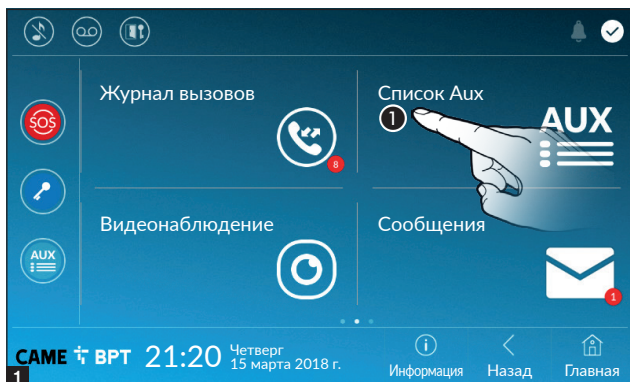 Журнал вызовов
8
Список Aux
1
AUX
SOS
AUX
Видеонаблюдение
Сообщения
1
CAME BPT
21:20
Четверг
15 марта 2018 г.
Информация
Назад
Главная
1